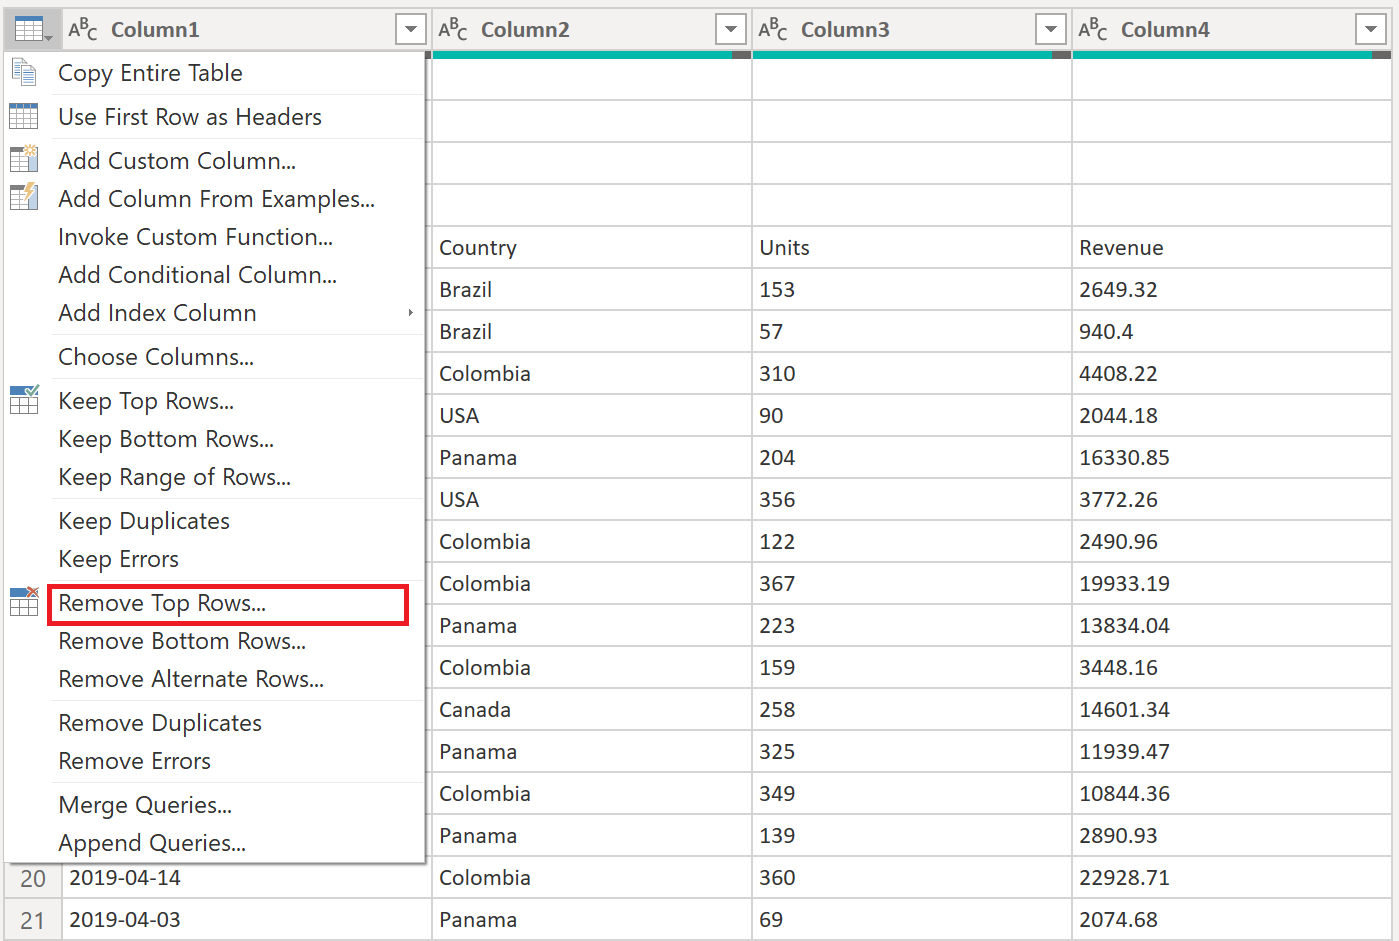 ABC Column1 ABC Column2 ABC Column3 ABC Column4
Copy Entire Table
Use First Row as Headers
Add Custom Column...
Add Column From Examples...
Invoke Custom Function...
Country Units Revenue
Add Conditional Column...
Brazil 153 2649.32
Add Index Column
Brazil 57 940.4
Choose Columns...
Colombia 310 4408.22
Keep Top Rows...
USA 90 2044.18
Keep Bottom Rows...
Panama 204 16330.85
Keep Range of Rows...
USA 356 3772.26
Keep Duplicates
Colombia 122 2490.96
Keep Errors
Colombia 367 19933.19
Remove Top Rows...
Panama 223 13834.04
Remove Bottom Rows...
Colombia 159 3448.16
Remove Alternate Rows...
Canada 258 14601.34
Remove Duplicates
Panama 325 11939.47
Remove Errors
Colombia 349 10844.36
Merge Queries...
Panama 139 2890.93
Append Queries...
20 2019-04-14 Colombia 360 22928.71
21 2019-04-03 Panama 69 2074.68